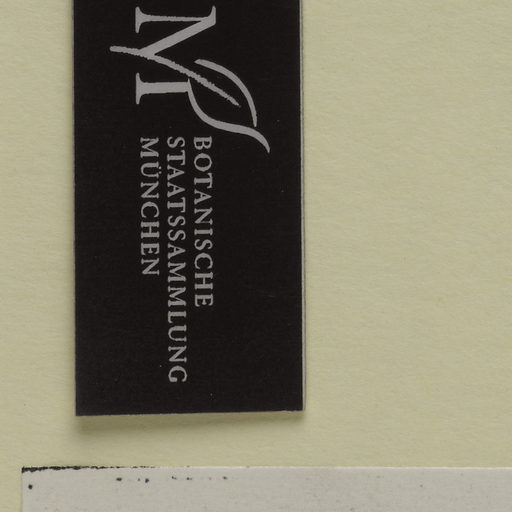 M
BOTANISCHE
STAATSSAMMLUNG
MÜNCHEN